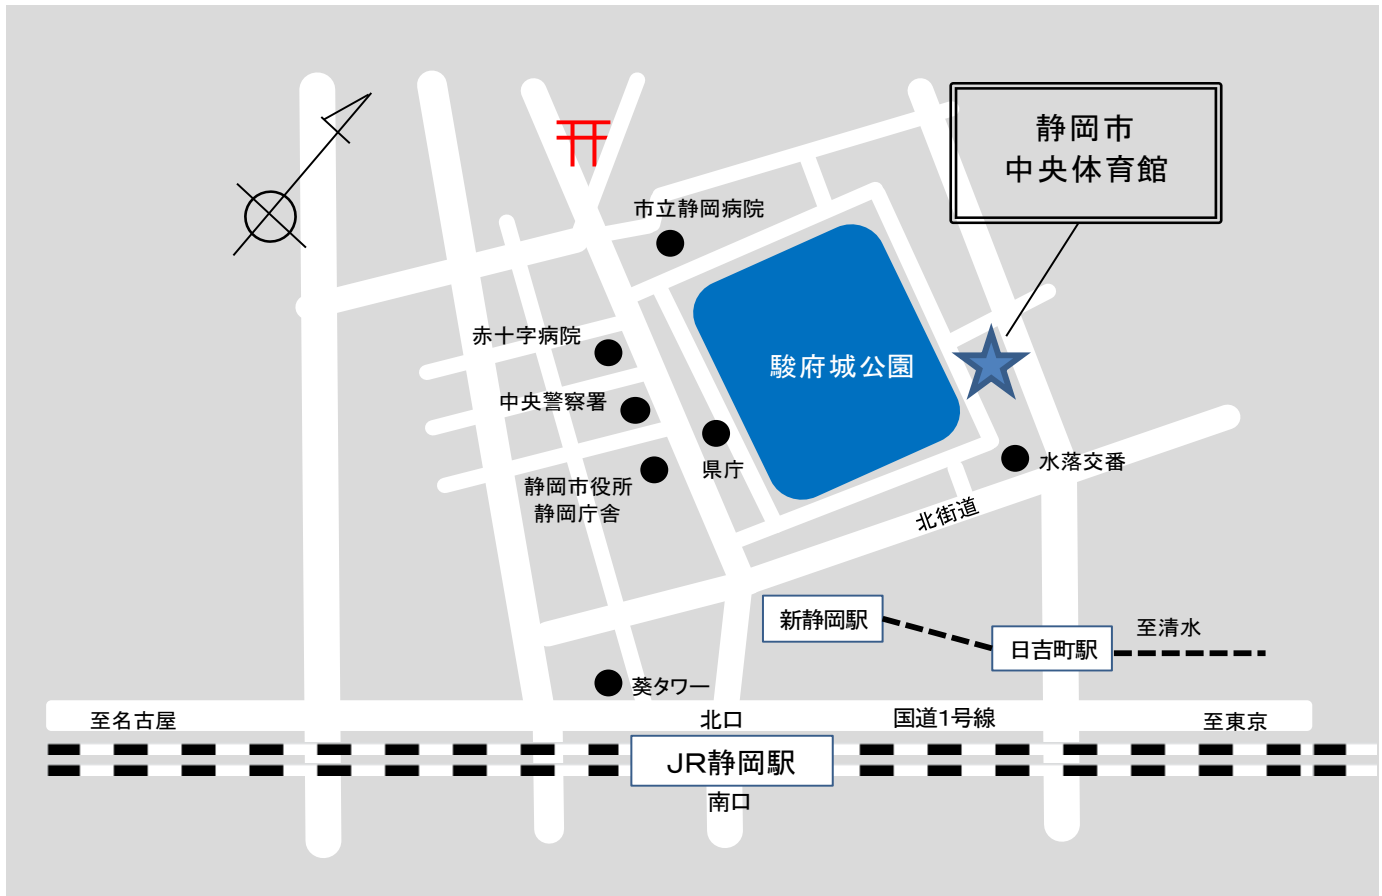 静岡市
中央体育館
市立静岡病院
赤十字病院
駿府城公園
中央警察署
県庁
水落交番
静岡市役所
静岡庁舎
北街道
新静岡駅
日吉町駅
至清水
葵タワー
至名古屋
北口
国道1号線
至東京
JR静岡駅
南口